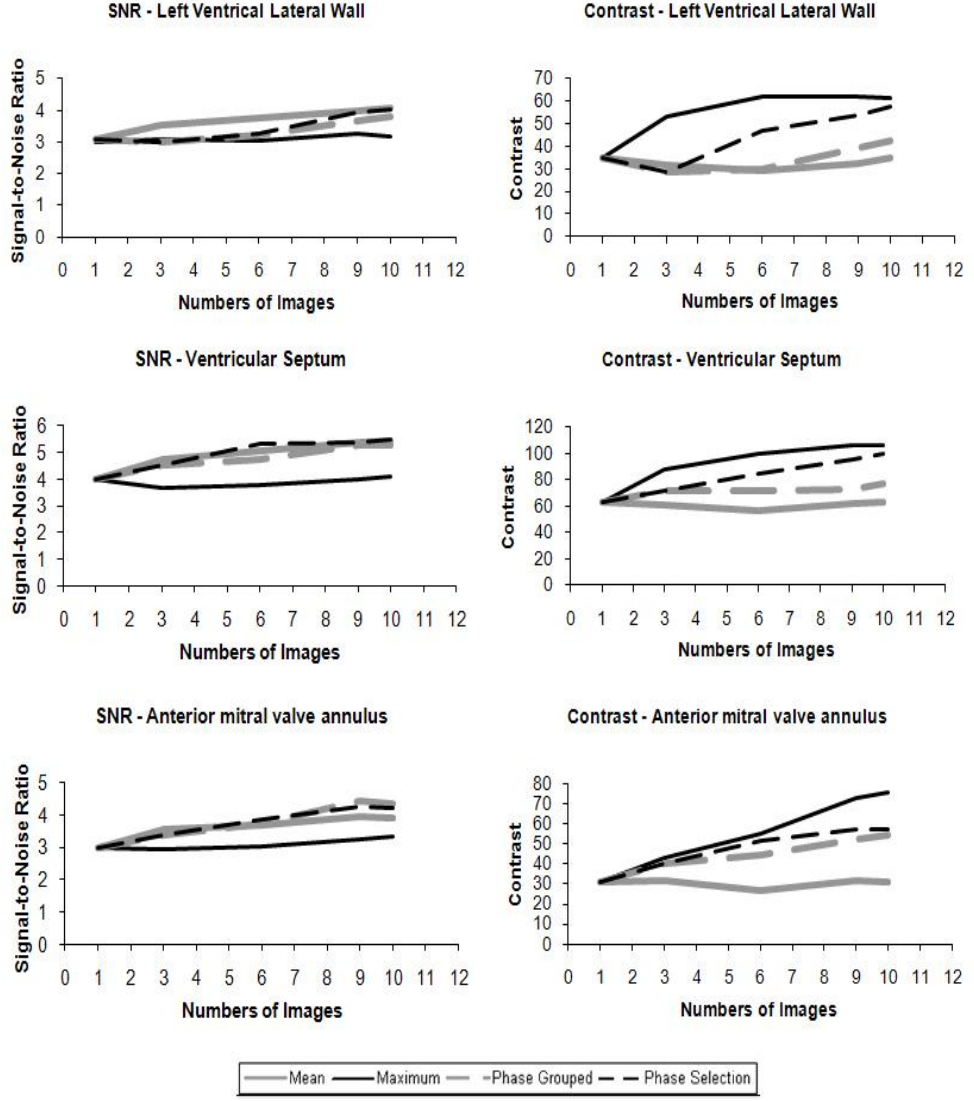 SNR - Left Ventrical Lateral Wall
Signal-to-Noise Ratio
5
4
3
2
1
0
0 1 2 3 4 5 6 7 8 9 10 11 12
Numbers of Images
Contrast - Left Ventrical Lateral Wall
Contrast
70
60
50
40
30
20
10
0
0 1 2 3 4 5 6 7 8 9 10 11 12
Numbers of Images
SNR - Ventricular Septum
Signal-to-Noise Ratio
6
5
4
3
2
1
0
0 1 2 3 4 5 6 7 8 9 10 11 12
Numbers of Images
Contrast - Ventricular Septum
Contrast
120
100
80
60
40
20
0
0 1 2 3 4 5 6 7 8 9 10 11 12
Numbers of Images
SNR - Anterior mitral valve annulus
Signal-to-Noise Ratio
5
4
3
2
1
0
0 1 2 3 4 5 6 7 8 9 10 11 12
Numbers of Images
Contrast - Anterior mitral valve annulus
Contrast
80
70
60
50
40
30
20
10
0
0 1 2 3 4 5 6 7 8 9 10 11 12
Numbers of Images
Mean Maximum Phase Grouped Phase Selection